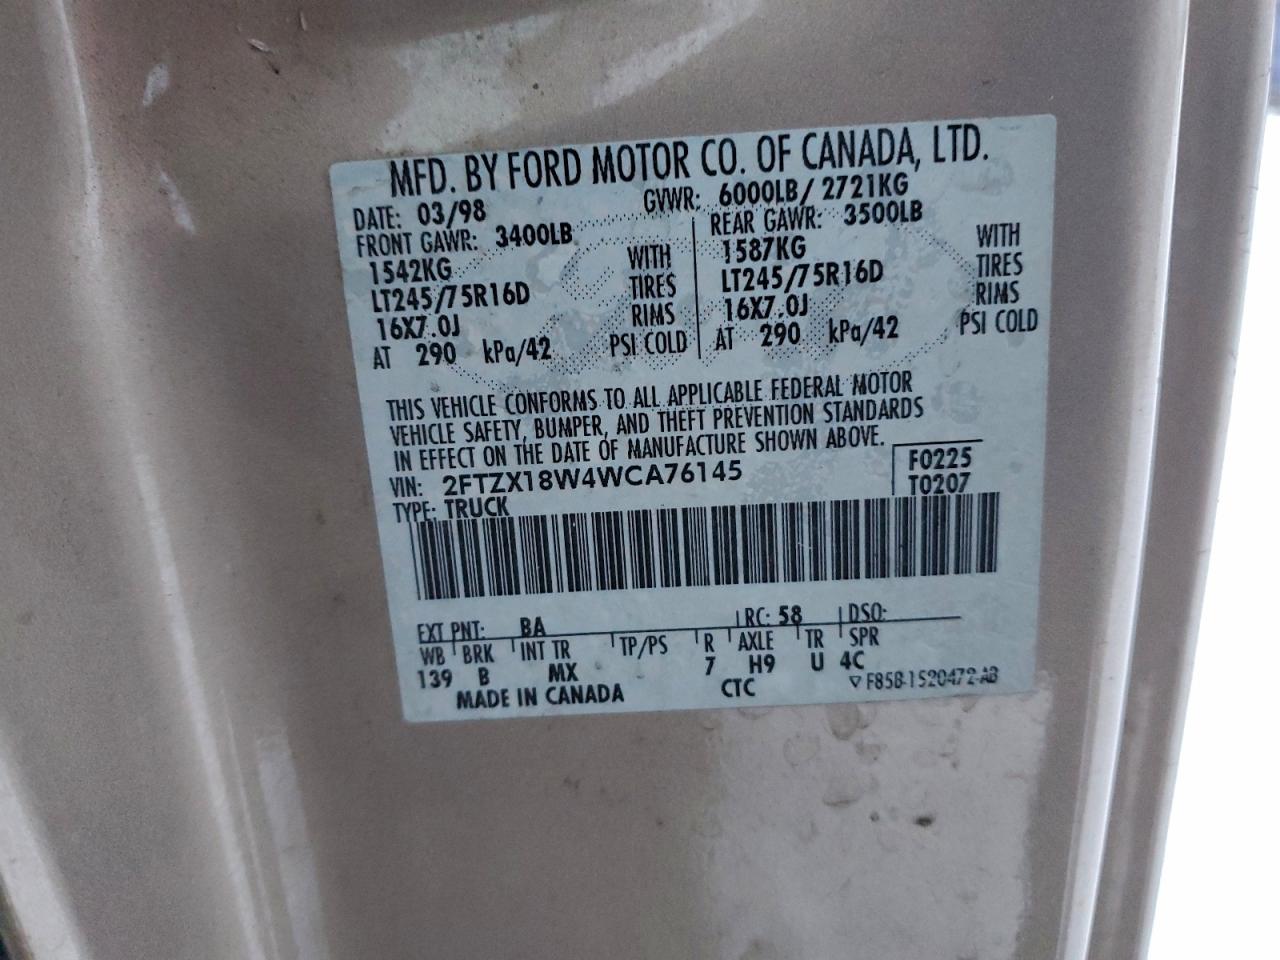 MFD. BY FORD MOTOR CO. OF CANADA, LTD.
DATE: 03/98 GVWR: 6000LB/ 2721KG
FRONT GAWR: 3400LB REAR GAWR: 3500LB
1542KG WITH 1587KG WITH
LT245/75R16D TIRES LT245/75R16D TIRES
16X7.0J RIMS 16X7.0J RIMS
AT 290 kPa/42 PSI COLD AT 290 kPa/42 PSI COLD
THIS VEHICLE CONFORMS TO ALL APPLICABLE FEDERAL MOTOR
VEHICLE SAFETY, BUMPER, AND THEFT PREVENTION STANDARDS
IN EFFECT ON THE DATE OF MANUFACTURE SHOWN ABOVE.
VIN: 2FTZX18W4WCA76145 F0225
TYPE: TRUCK T0207
EXT PNT: BA RC: 58 DSO:
WB BRK INT TR TP/PS R AXLE TR SPR
139 B MX 7 H9 U 4C
MADE IN CANADA CTC ▽ F85B-1520472-AB